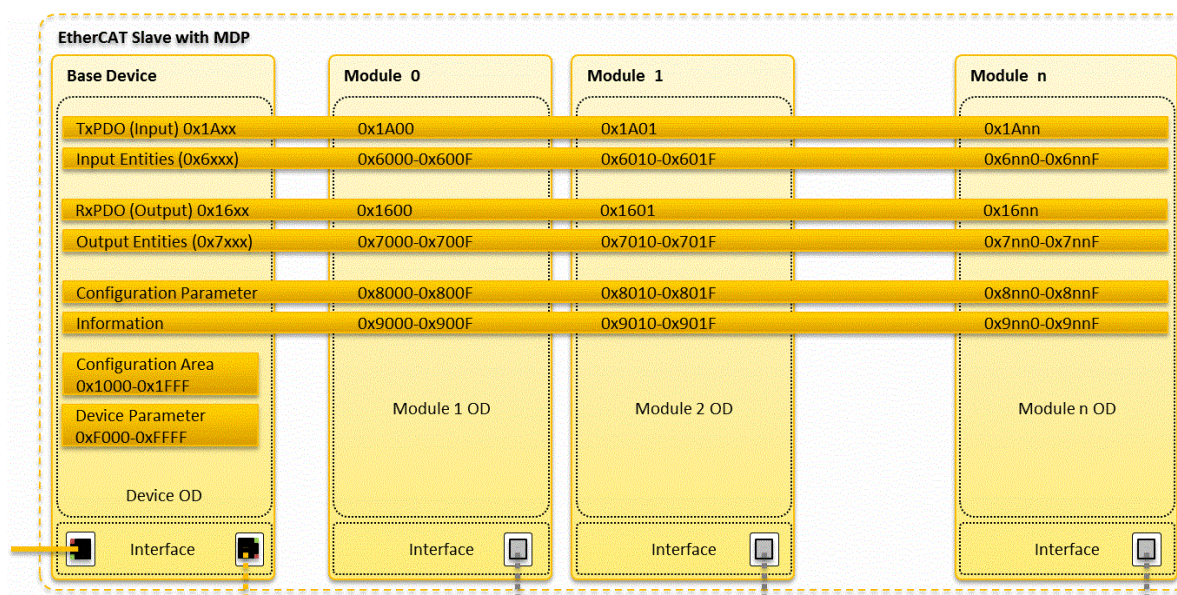 EtherCAT Slave with MDP
Base Device Module 0 Module 1 Module n
TxPDO (Input) 0x1Axx 0x1A00 0x1A01 0x1Ann
Input Entities (0x6xxx) 0x6000-0x600F 0x6010-0x601F 0x6nn0-0x6nnF
RxPDO (Output) 0x16xx 0x1600 0x1601 0x16nn
Output Entities (0x7xxx) 0x7000-0x700F 0x7010-0x701F 0x7nn0-0x7nnF
Configuration Parameter 0x8000-0x800F 0x8010-0x801F 0x8nn0-0x8nnF
Information 0x9000-0x900F 0x9010-0x901F 0x9nn0-0x9nnF
Configuration Area
0x1000-0x1FFF
Device Parameter
0xF000-0xFFFF
Module 1 OD Module 2 OD Module n OD
Device OD
Interface Interface Interface Interface